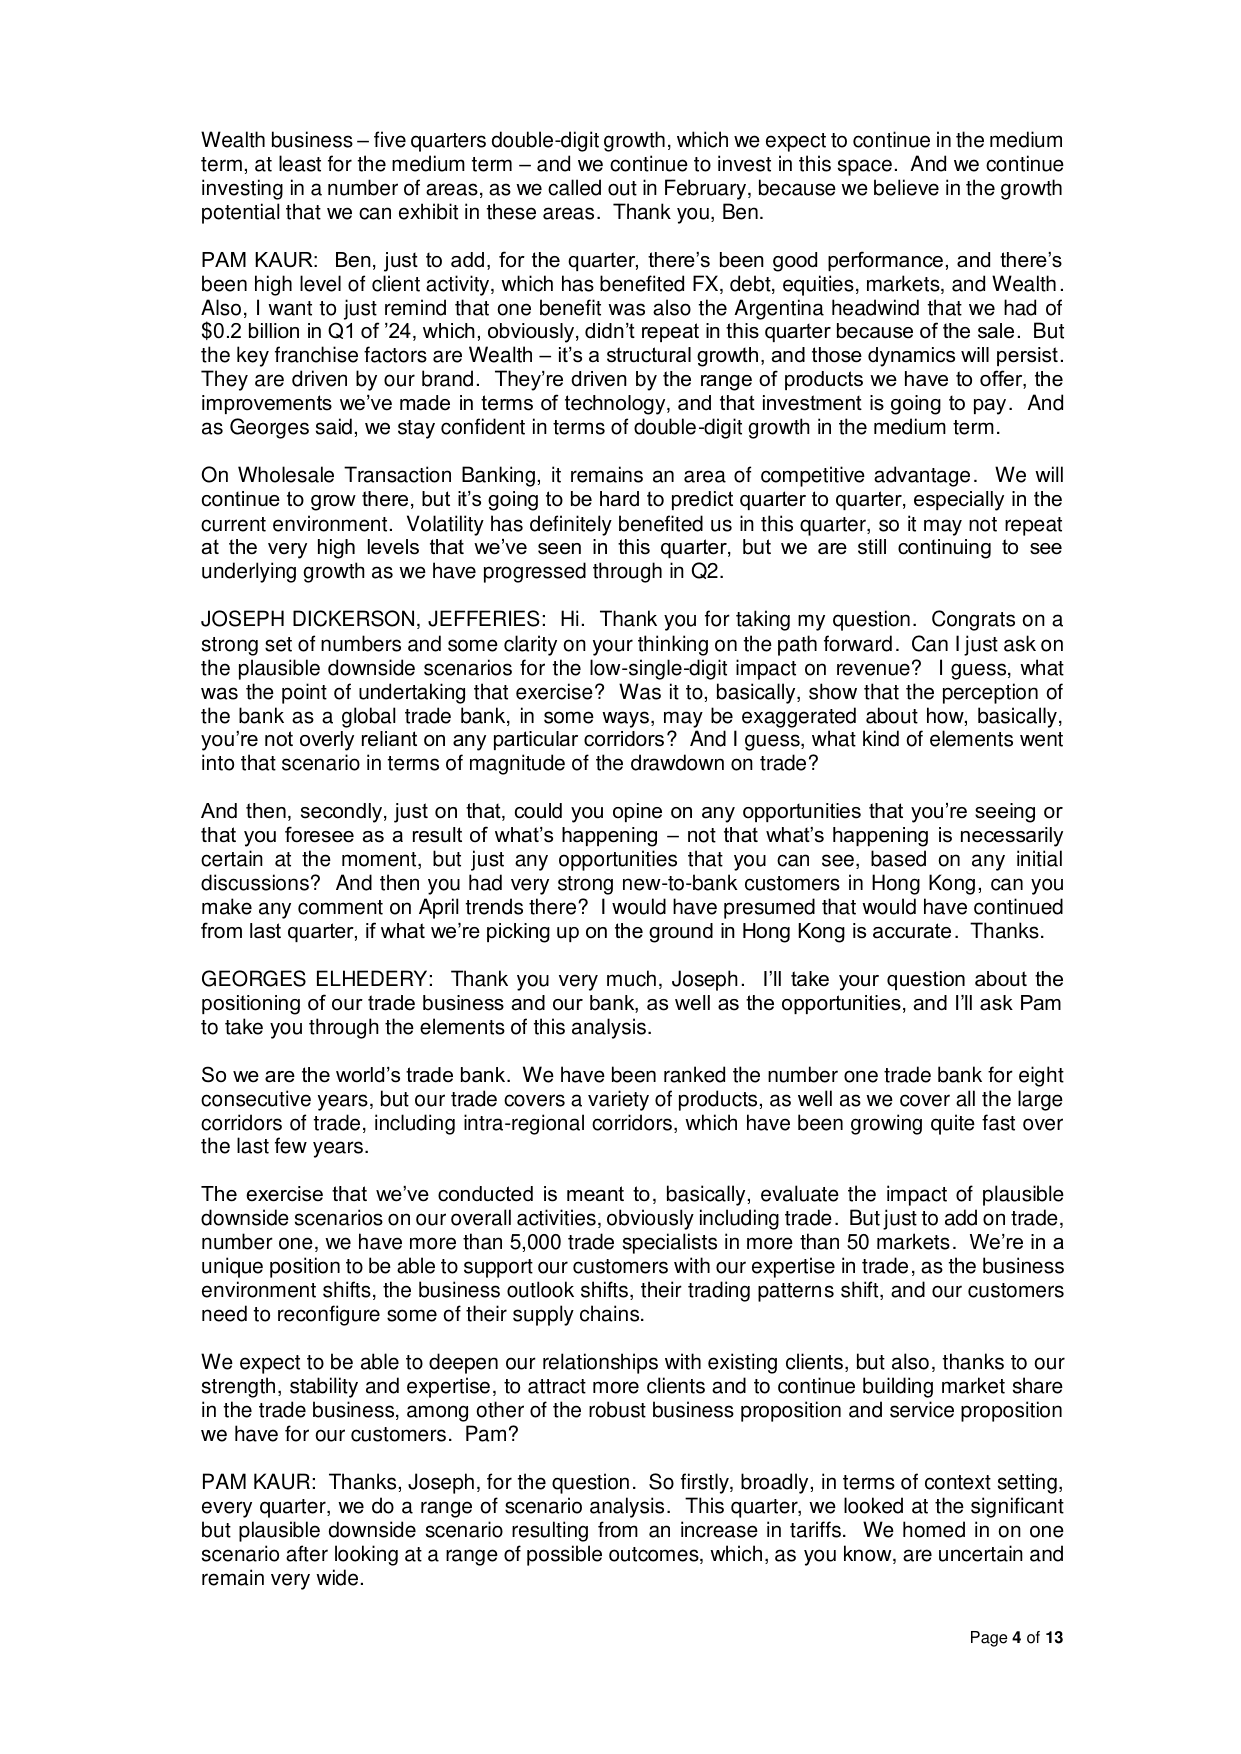 Wealth business – five quarters double-digit growth, which we expect to continue in the medium
term, at least for the medium term – and we continue to invest in this space.  And we continue
investing in a number of areas, as we called out in February, because we believe in the growth
potential that we can exhibit in these areas.  Thank you, Ben.
PAM KAUR:  Ben, just to add, for the quarter, there's been good performance, and there's
been high level of client activity, which has benefited FX, debt, equities, markets, and Wealth.
Also, I want to just remind that one benefit was also the Argentina headwind that we had of
$0.2 billion in Q1 of '24, which, obviously, didn't repeat in this quarter because of the sale.  But
the key franchise factors are Wealth – it's a structural growth, and those dynamics will persist.
They are driven by our brand.  They're driven by the range of products we have to offer, the
improvements we've made in terms of technology, and that investment is going to pay.  And
as Georges said, we stay confident in terms of double-digit growth in the medium term.
On Wholesale Transaction Banking, it remains an area of competitive advantage.  We will
continue to grow there, but it's going to be hard to predict quarter to quarter, especially in the
current environment.  Volatility has definitely benefited us in this quarter, so it may not repeat
at the very high levels that we've seen in this quarter, but we are still continuing to see
underlying growth as we have progressed through in Q2.
JOSEPH DICKERSON, JEFFERIES:  Hi.  Thank you for taking my question.  Congrats on a
strong set of numbers and some clarity on your thinking on the path forward.  Can I just ask on
the plausible downside scenarios for the low-single-digit impact on revenue?  I guess, what
was the point of undertaking that exercise?  Was it to, basically, show that the perception of
the bank as a global trade bank, in some ways, may be exaggerated about how, basically,
you're not overly reliant on any particular corridors?  And I guess, what kind of elements went
into that scenario in terms of magnitude of the drawdown on trade?
And then, secondly, just on that, could you opine on any opportunities that you're seeing or
that you foresee as a result of what's happening – not that what's happening is necessarily
certain at the moment, but just any opportunities that you can see, based on any initial
discussions?  And then you had very strong new-to-bank customers in Hong Kong, can you
make any comment on April trends there?  I would have presumed that would have continued
from last quarter, if what we're picking up on the ground in Hong Kong is accurate.  Thanks.
GEORGES ELHEDERY:  Thank you very much, Joseph.  I'll take your question about the
positioning of our trade business and our bank, as well as the opportunities, and I'll ask Pam
to take you through the elements of this analysis.
So we are the world's trade bank.  We have been ranked the number one trade bank for eight
consecutive years, but our trade covers a variety of products, as well as we cover all the large
corridors of trade, including intra-regional corridors, which have been growing quite fast over
the last few years.
The exercise that we've conducted is meant to, basically, evaluate the impact of plausible
downside scenarios on our overall activities, obviously including trade.  But just to add on trade,
number one, we have more than 5,000 trade specialists in more than 50 markets.  We're in a
unique position to be able to support our customers with our expertise in trade, as the business
environment shifts, the business outlook shifts, their trading patterns shift, and our customers
need to reconfigure some of their supply chains.
We expect to be able to deepen our relationships with existing clients, but also, thanks to our
strength, stability and expertise, to attract more clients and to continue building market share
in the trade business, among other of the robust business proposition and service proposition
we have for our customers.  Pam?
PAM KAUR:  Thanks, Joseph, for the question.  So firstly, broadly, in terms of context setting,
every quarter, we do a range of scenario analysis.  This quarter, we looked at the significant
but plausible downside scenario resulting from an increase in tariffs.  We homed in on one
scenario after looking at a range of possible outcomes, which, as you know, are uncertain and
remain very wide.
Page 4 of 13